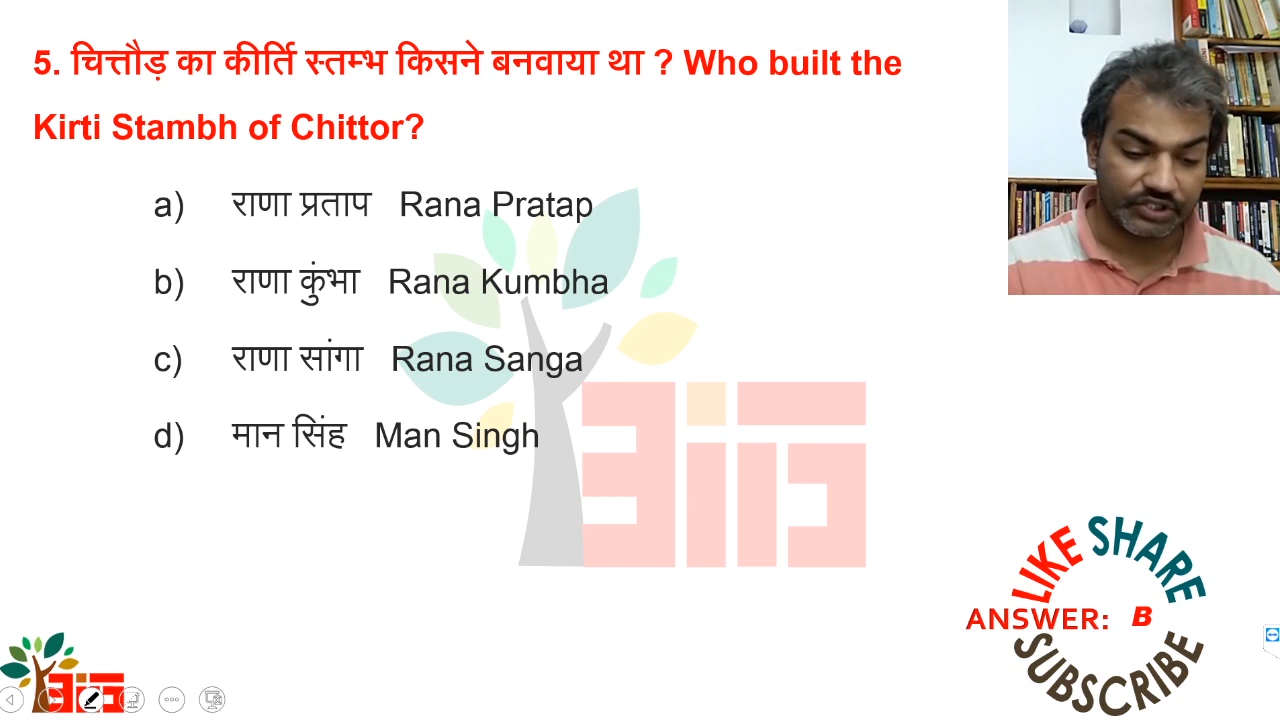 5. चित्तौड़ का कीर्ति स्तम्भ किसने बनवाया था ? Who built the
Kirti Stambh of Chittor?
a) राणा प्रताप Rana Pratap
b) राणा कुंभा Rana Kumbha
c) राणा सांगा Rana Sanga
d) मान सिंह Man Singh
LIKE SHARE
ANSWER: B
SUBSCRIBE